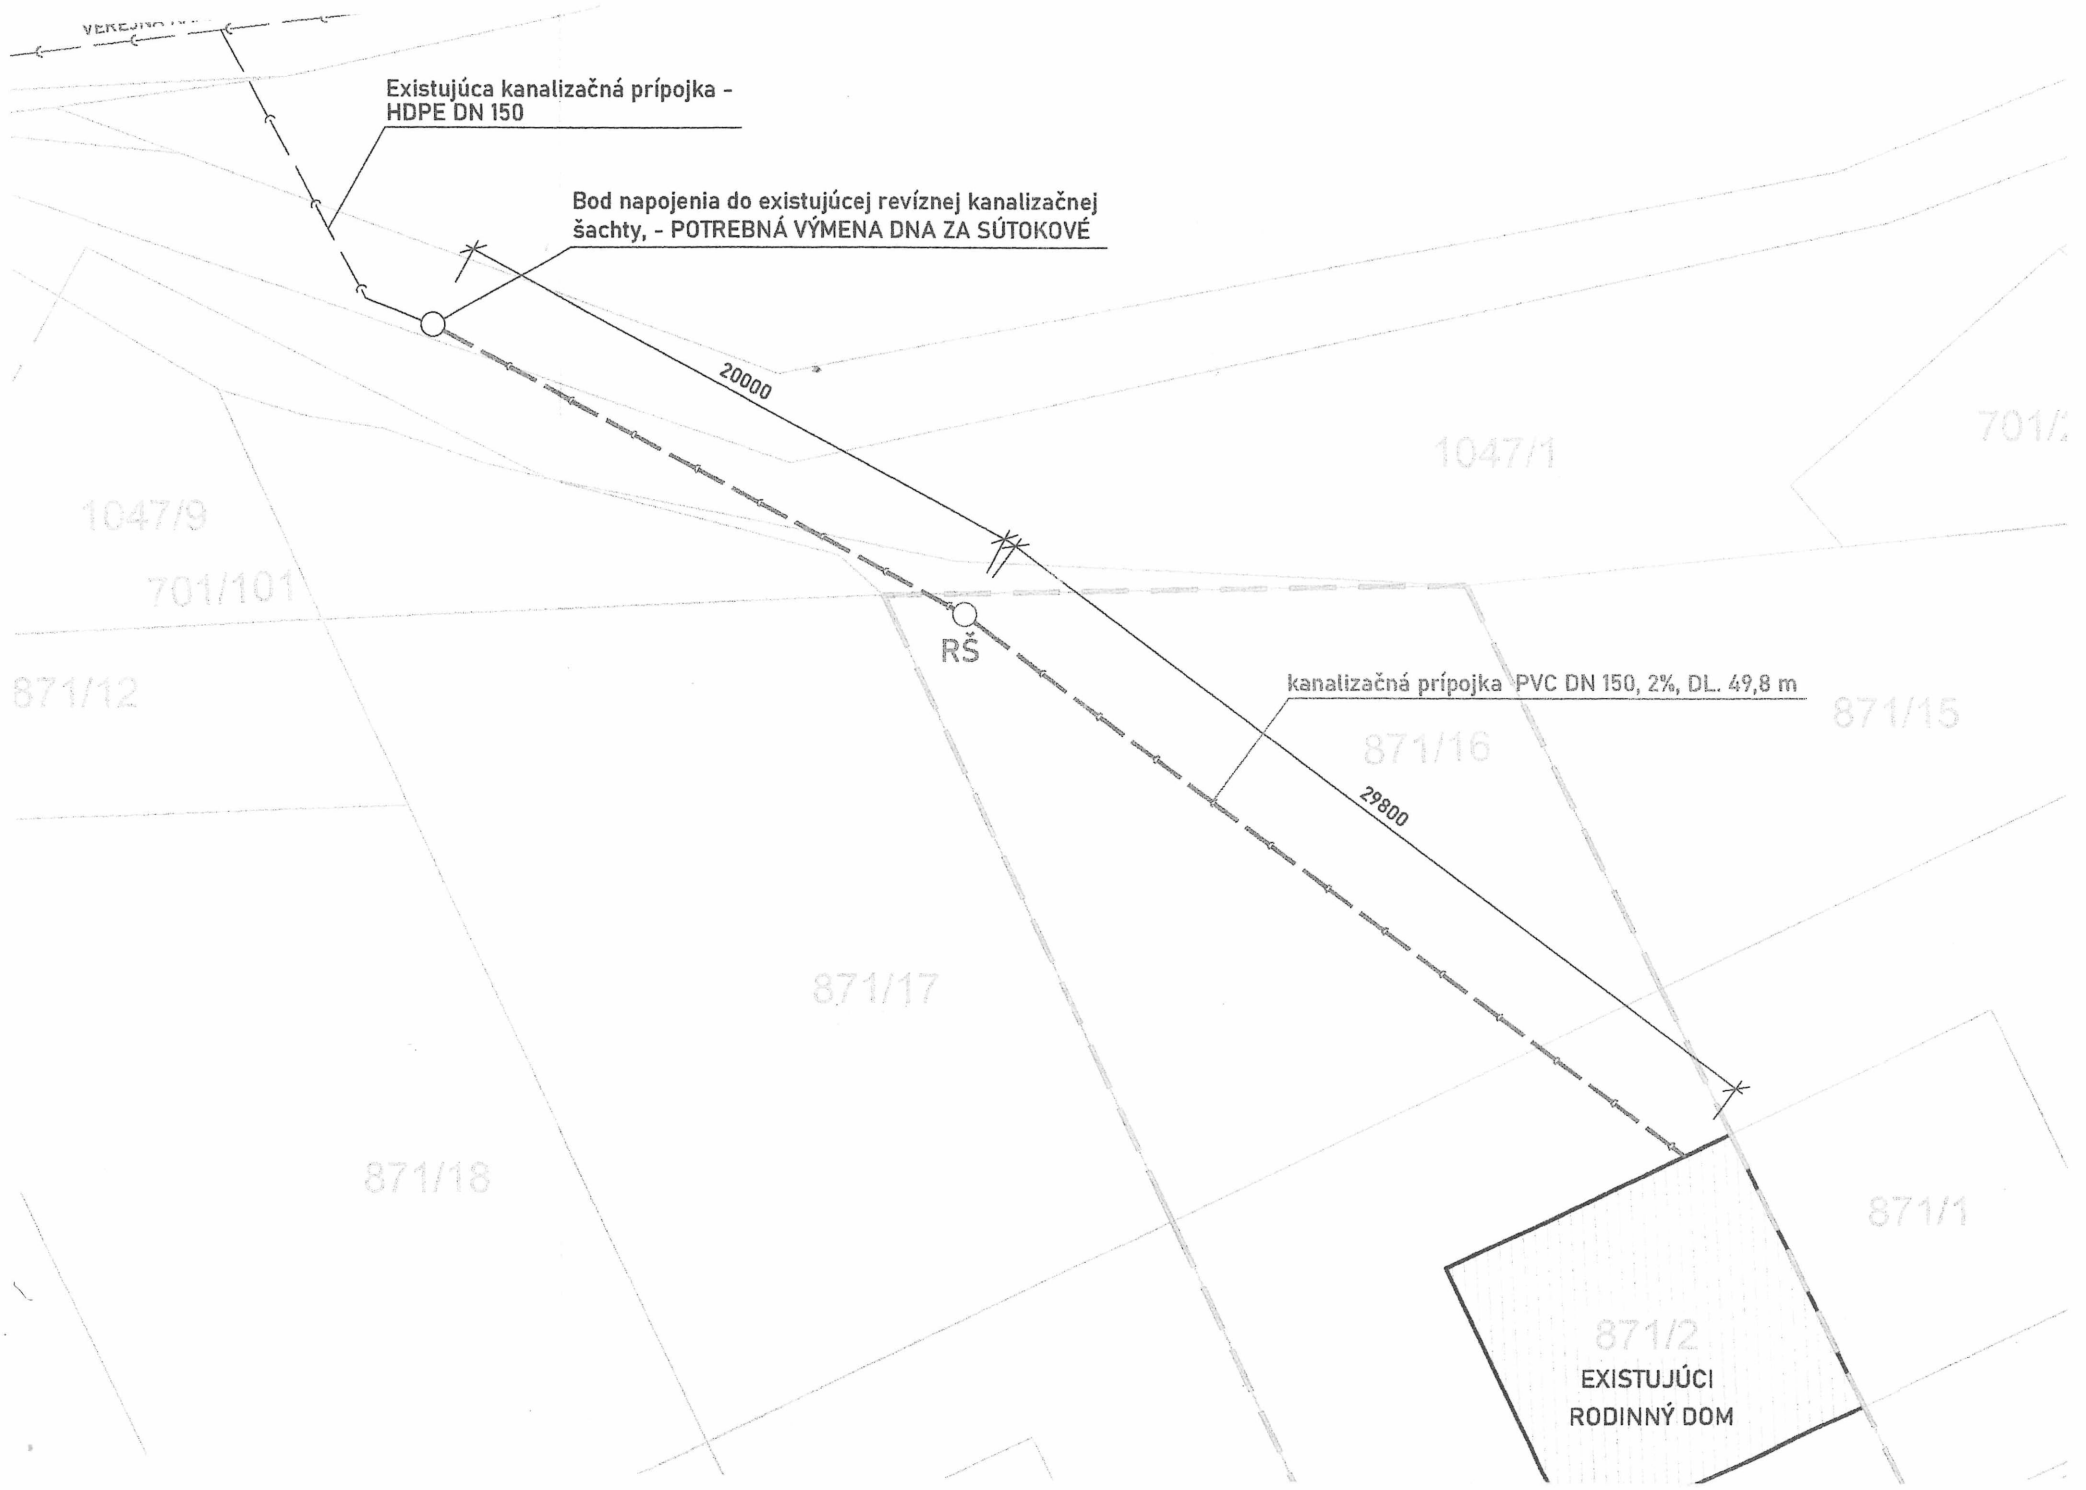 Existujúca kanalizačná prípojka -
HDPE DN 150
Bod napojenia do existujúcej revíznej kanalizačnej
šachty, - POTREBNÁ VÝMENA DNA ZA SÚTOKOVÉ
20000
1047/1
1047/9
701/101
RŠ
871/12
kanalizačná prípojka PVC DN 150, 2%, DL. 49,8 m
871/15
871/16
29800
871/17
871/18
871/1
871/2
EXISTUJÚCI
RODINNÝ DOM